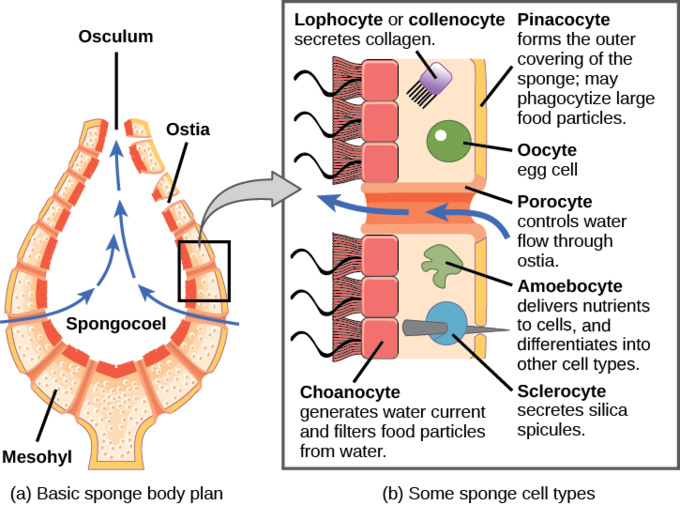 Osculum
Ostia
Spongocoel
Mesohyl
(a) Basic sponge body plan
Lophocyte or collenocyte
secretes collagen.
Pinacocyte
forms the outer
covering of the
sponge; may
phagocytize large
food particles.
Oocyte
egg cell
Porocyte
controls water
flow through
ostia.
Amoebocyte
delivers nutrients
to cells, and
differentiates into
other cell types.
Sclerocyte
secretes silica
spicules.
Choanocyte
generates water current
and filters food particles
from water.
(b) Some sponge cell types